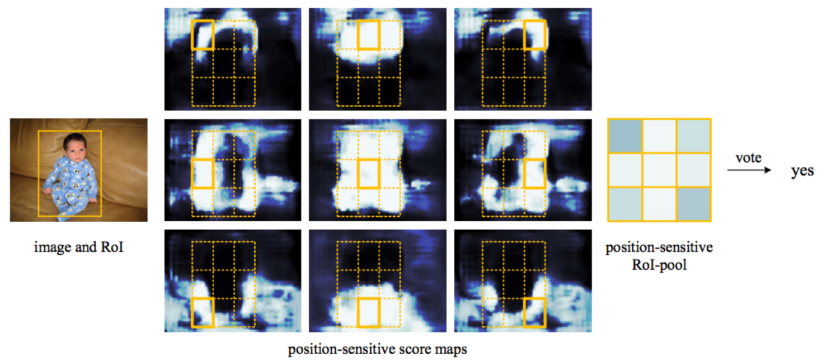 image and RoI
position-sensitive score maps
position-sensitive
RoI-pool
vote
yes